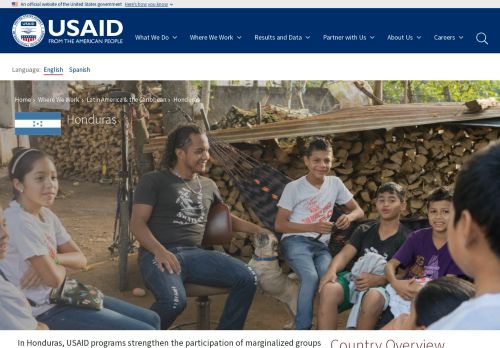 An official website of the United States government Here's how you know
USAID
FROM THE AMERICAN PEOPLE
What We Do
Where We Work
Results and Data
Partner with Us
About Us
Careers
Language: English Spanish
Home › Where We Work › Latin America & the Caribbean › Honduras
Honduras
In Honduras, USAID programs strengthen the participation of marginalized groups
Country Overview